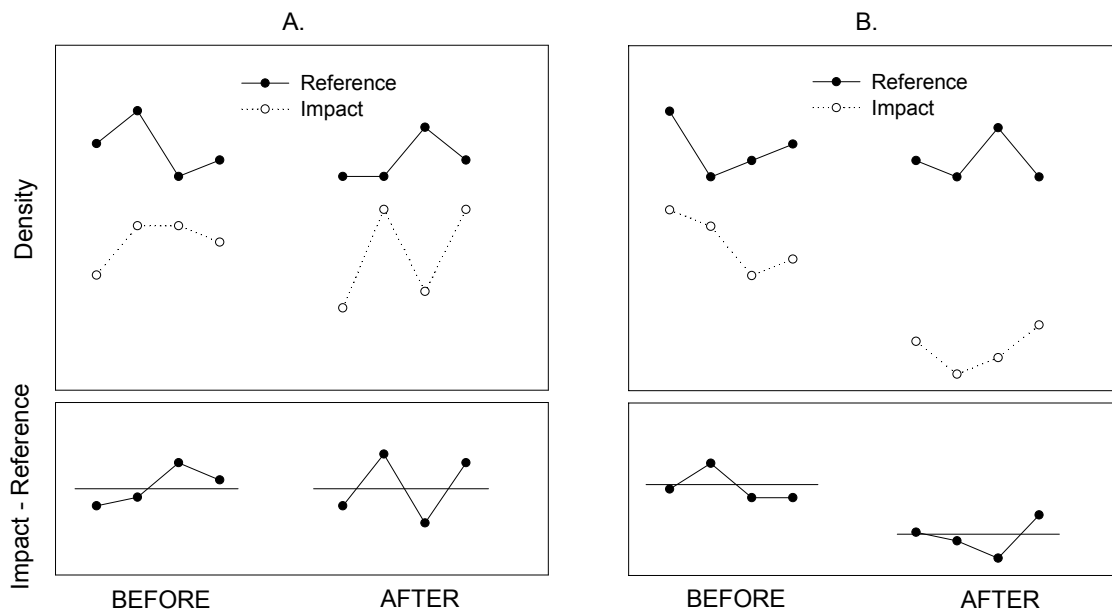 A.
Reference
Impact
B.
Reference
Impact
Density
Impact - Reference
BEFORE
AFTER
BEFORE
AFTER